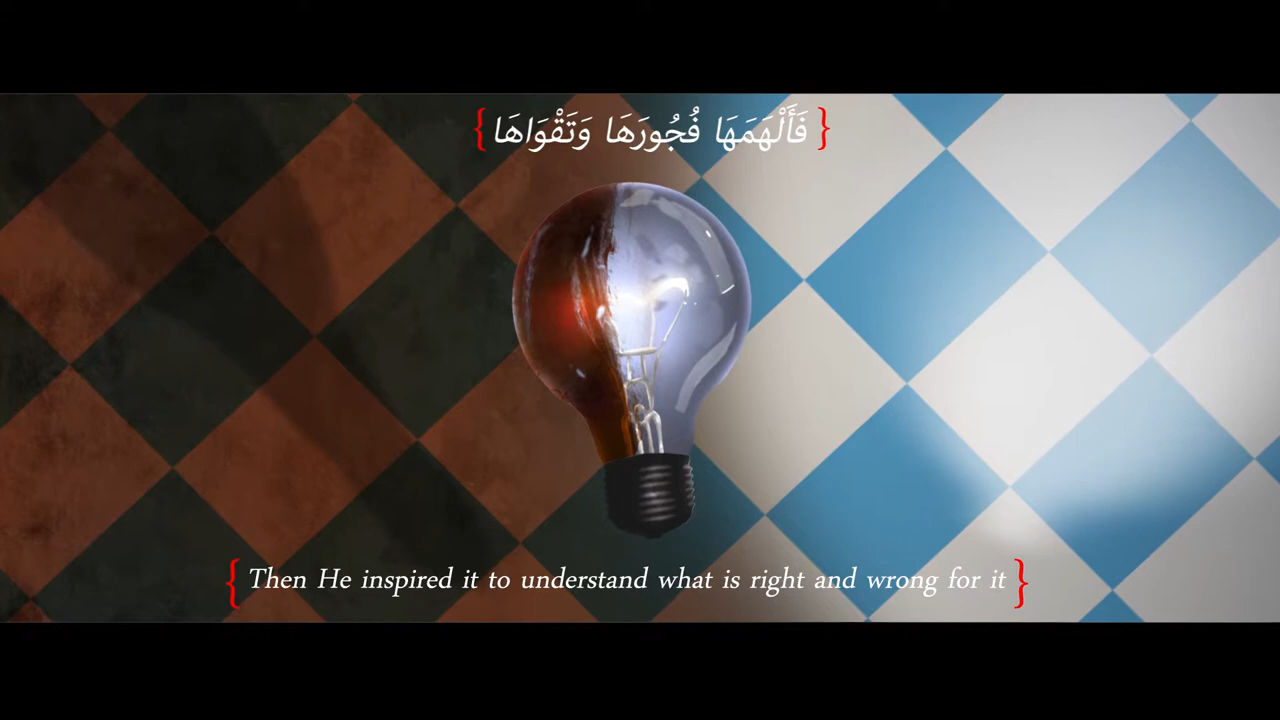 {فَأَلْهَمَهَا فُجُورَهَا وَتَقْوَاهَا}
{Then He inspired it to understand what is right and wrong for it}